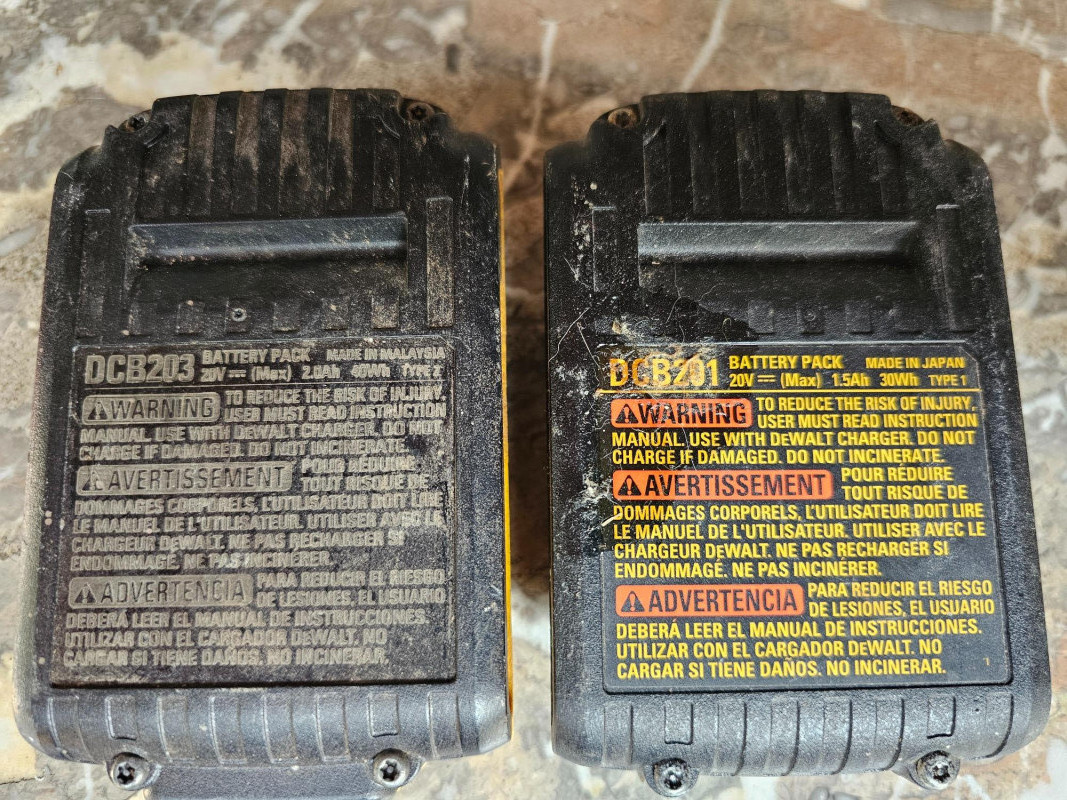 DCB203 BATTERY PACK MADE IN MALAYSIA
20V (Max) 2.0Ah 40Wh TYPE 2
WARNING TO REDUCE THE RISK OF INJURY,
USER MUST READ INSTRUCTION
MANUAL. USE WITH DEWALT CHARGER. DO NOT
CHARGE IF DAMAGED. DO NOT INCINERATE.
AVERTISSEMENT POUR RÉDUIRE
TOUT RISQUE DE
DOMMAGES CORPORELS, L'UTILISATEUR DOIT LIRE
LE MANUEL DE L'UTILISATEUR. UTILISER AVEC LE
CHARGEUR DEWALT. NE PAS RECHARGER SI
ENDOMMAGÉ. NE PAS INCINÉRER.
ADVERTENCIA PARA REDUCIR EL RIESGO
DE LESIONES, EL USUARIO
DEBERÁ LEER EL MANUAL DE INSTRUCCIONES.
UTILIZAR CON EL CARGADOR DEWALT. NO
CARGAR SI TIENE DAÑOS. NO INCINERAR.
DCB201 BATTERY PACK MADE IN JAPAN
20V (Max) 1.5Ah 30Wh TYPE 1
WARNING TO REDUCE THE RISK OF INJURY,
USER MUST READ INSTRUCTION
MANUAL. USE WITH DEWALT CHARGER. DO NOT
CHARGE IF DAMAGED. DO NOT INCINERATE.
AVERTISSEMENT POUR RÉDUIRE
TOUT RISQUE DE
DOMMAGES CORPORELS, L'UTILISATEUR DOIT LIRE
LE MANUEL DE L'UTILISATEUR. UTILISER AVEC LE
CHARGEUR DEWALT. NE PAS RECHARGER SI
ENDOMMAGÉ. NE PAS INCINÉRER.
ADVERTENCIA PARA REDUCIR EL RIESGO
DE LESIONES, EL USUARIO
DEBERÁ LEER EL MANUAL DE INSTRUCCIONES.
UTILIZAR CON EL CARGADOR DEWALT. NO
CARGAR SI TIENE DAÑOS. NO INCINERAR.
1